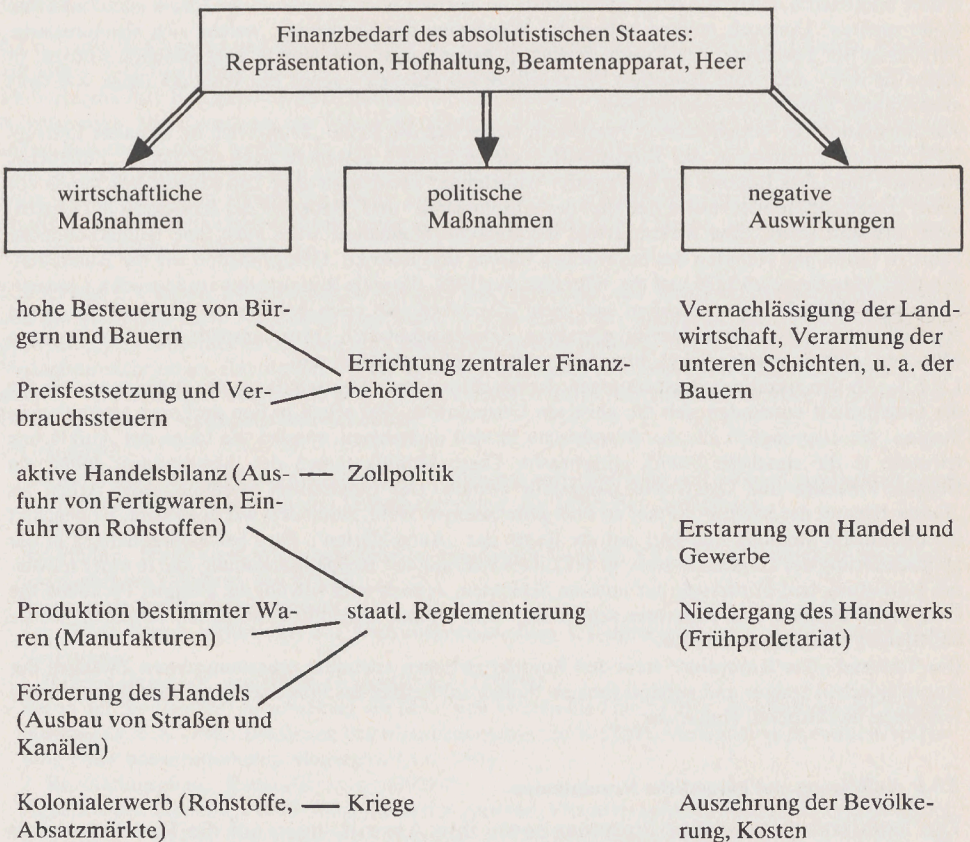 Finanzbedarf des absolutistischen Staates:
Repräsentation, Hofhaltung, Beamtenapparat, Heer
wirtschaftliche
Maßnahmen
politische
Maßnahmen
negative
Auswirkungen
hohe Besteuerung von Bür-
gern und Bauern
Preisfestsetzung und Ver-
brauchssteuern
Errichtung zentraler Finanz-
behörden
Vernachlässigung der Land-
wirtschaft, Verarmung der
unteren Schichten, u. a. der
Bauern
aktive Handelsbilanz (Aus-
fuhr von Fertigwaren, Ein-
fuhr von Rohstoffen)
Zollpolitik
Erstarrung von Handel und
Gewerbe
Produktion bestimmter Wa-
ren (Manufakturen)
staatl. Reglementierung
Niedergang des Handwerks
(Frühproletariat)
Förderung des Handels
(Ausbau von Straßen und
Kanälen)
Kolonialerwerb (Rohstoffe,
Absatzmärkte)
Kriege
Auszehrung der Bevölke-
rung, Kosten